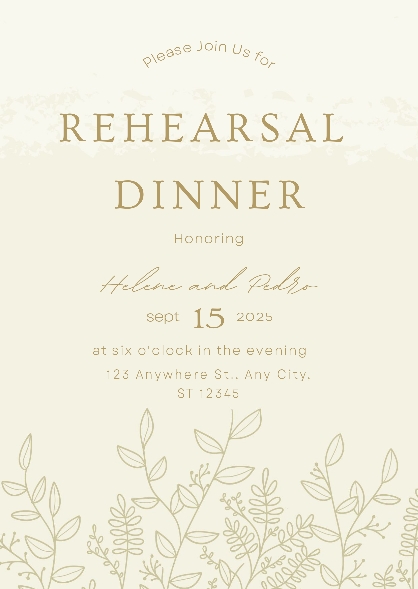 Please Join Us for
REHEARSAL
DINNER
Honoring
Helene and Pedro
sept 15 2025
at six o'clock in the evening
123 Anywhere St., Any City,
ST 12345